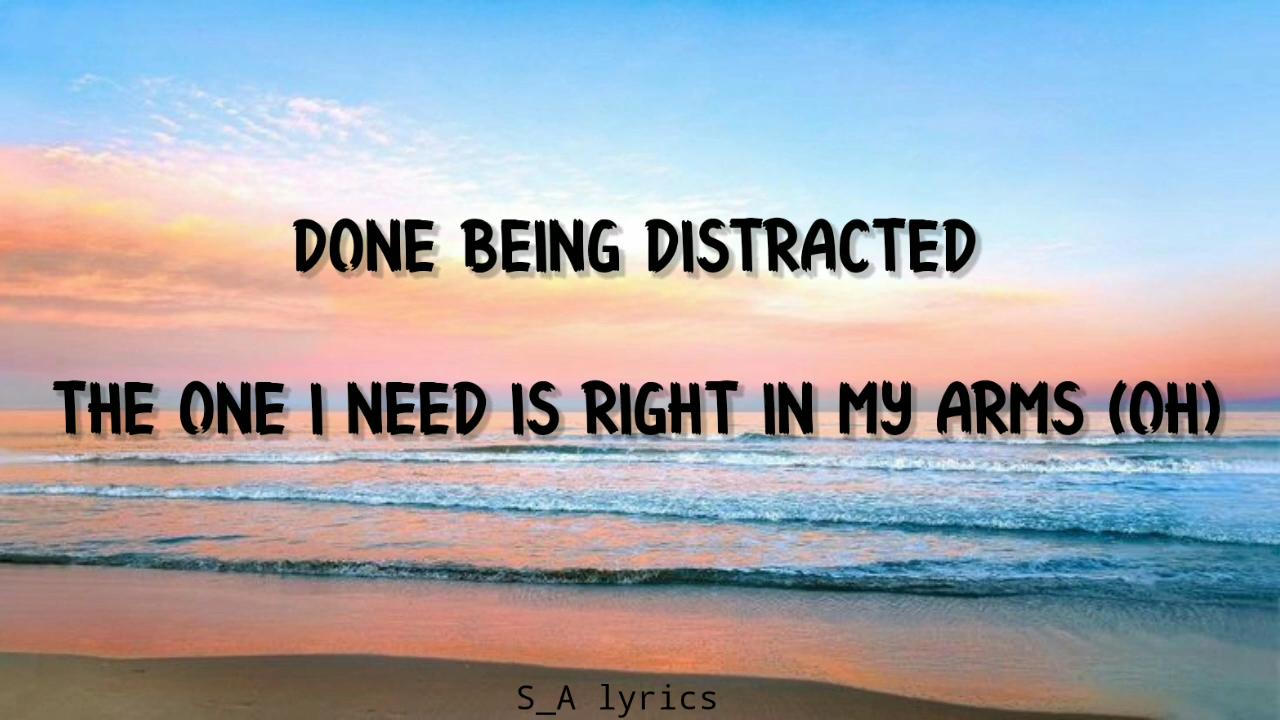 DONE BEING DISTRACTED
THE ONE I NEED IS RIGHT IN MY ARMS (OH)
S_A lyrics